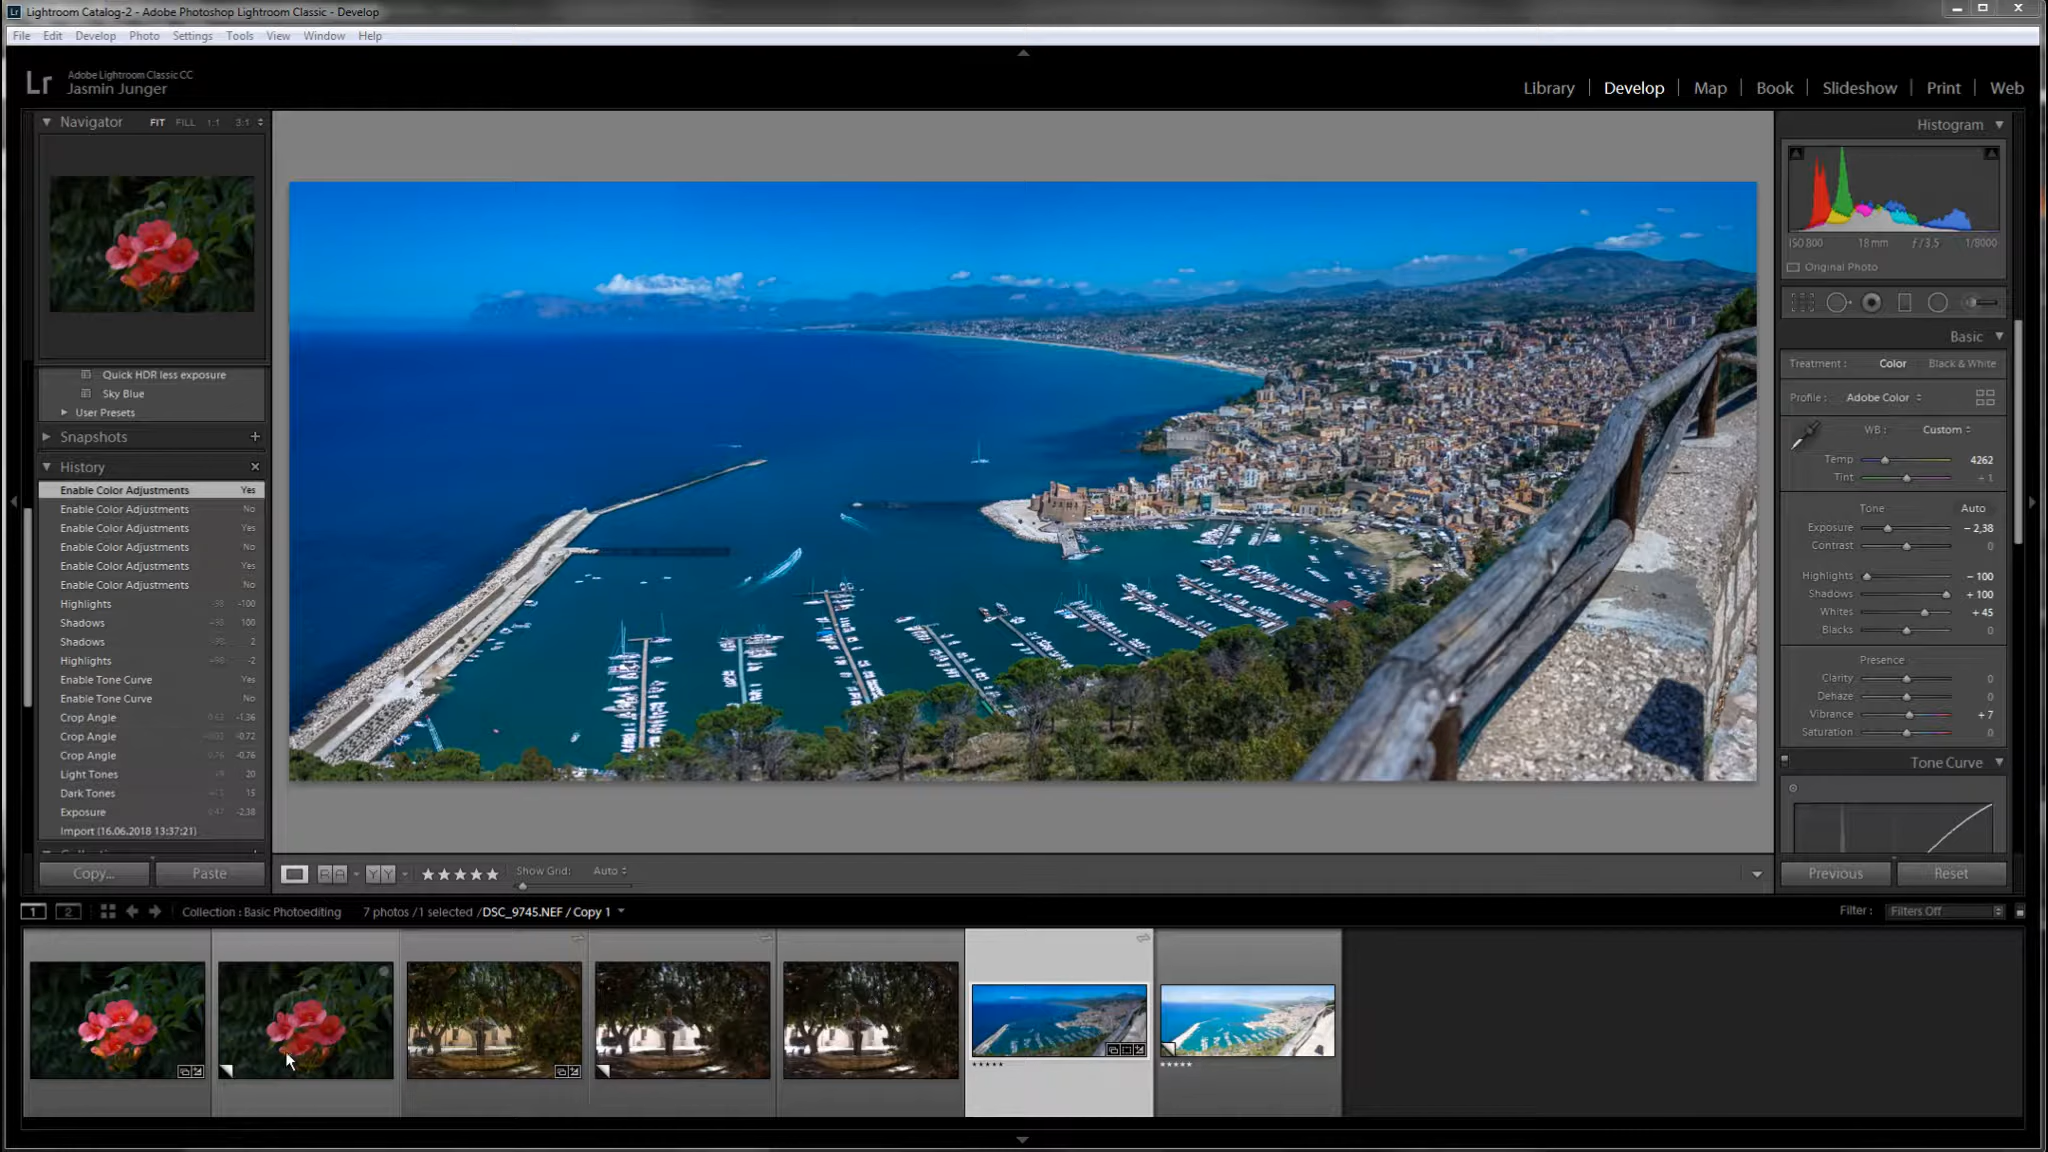 Lightroom Catalog-2 - Adobe Photoshop Lightroom Classic - Develop
File Edit Develop Photo Settings Tools View Window Help
Lr Adobe Lightroom Classic CC
Jasmin Junger
Library Develop Map Book Slideshow Print Web
Navigator FIT FILL 1:1 3:1
Quick HDR less exposure
Sky Blue
User Presets
Snapshots
History
Enable Color Adjustments Yes
Enable Color Adjustments No
Enable Color Adjustments Yes
Enable Color Adjustments No
Enable Color Adjustments Yes
Enable Color Adjustments No
Highlights -98 -100
Shadows 100
Shadows 2
Highlights -2
Enable Tone Curve Yes
Enable Tone Curve No
Crop Angle -1.36
Crop Angle -0.72
Crop Angle -0.76
Light Tones 20
Dark Tones 15
Exposure -2,38
Import (16.06.2018 13:37:21)
Copy... Paste
Histogram
ISO 800 18 mm ƒ / 3,5 1/8000
Original Photo
Basic
Treatment : Color Black & White
Profile : Adobe Color
WB : Custom
Temp 4262
Tint + 1
Tone Auto
Exposure − 2,38
Contrast 0
Highlights − 100
Shadows + 100
Whites + 45
Blacks 0
Presence
Clarity 0
Dehaze 0
Vibrance + 7
Saturation 0
Tone Curve
Previous Reset
R A Y Y Show Grid: Auto
1 2 Collection : Basic Photoediting 7 photos / 1 selected / DSC_9745.NEF / Copy 1
Filter : Filters Off